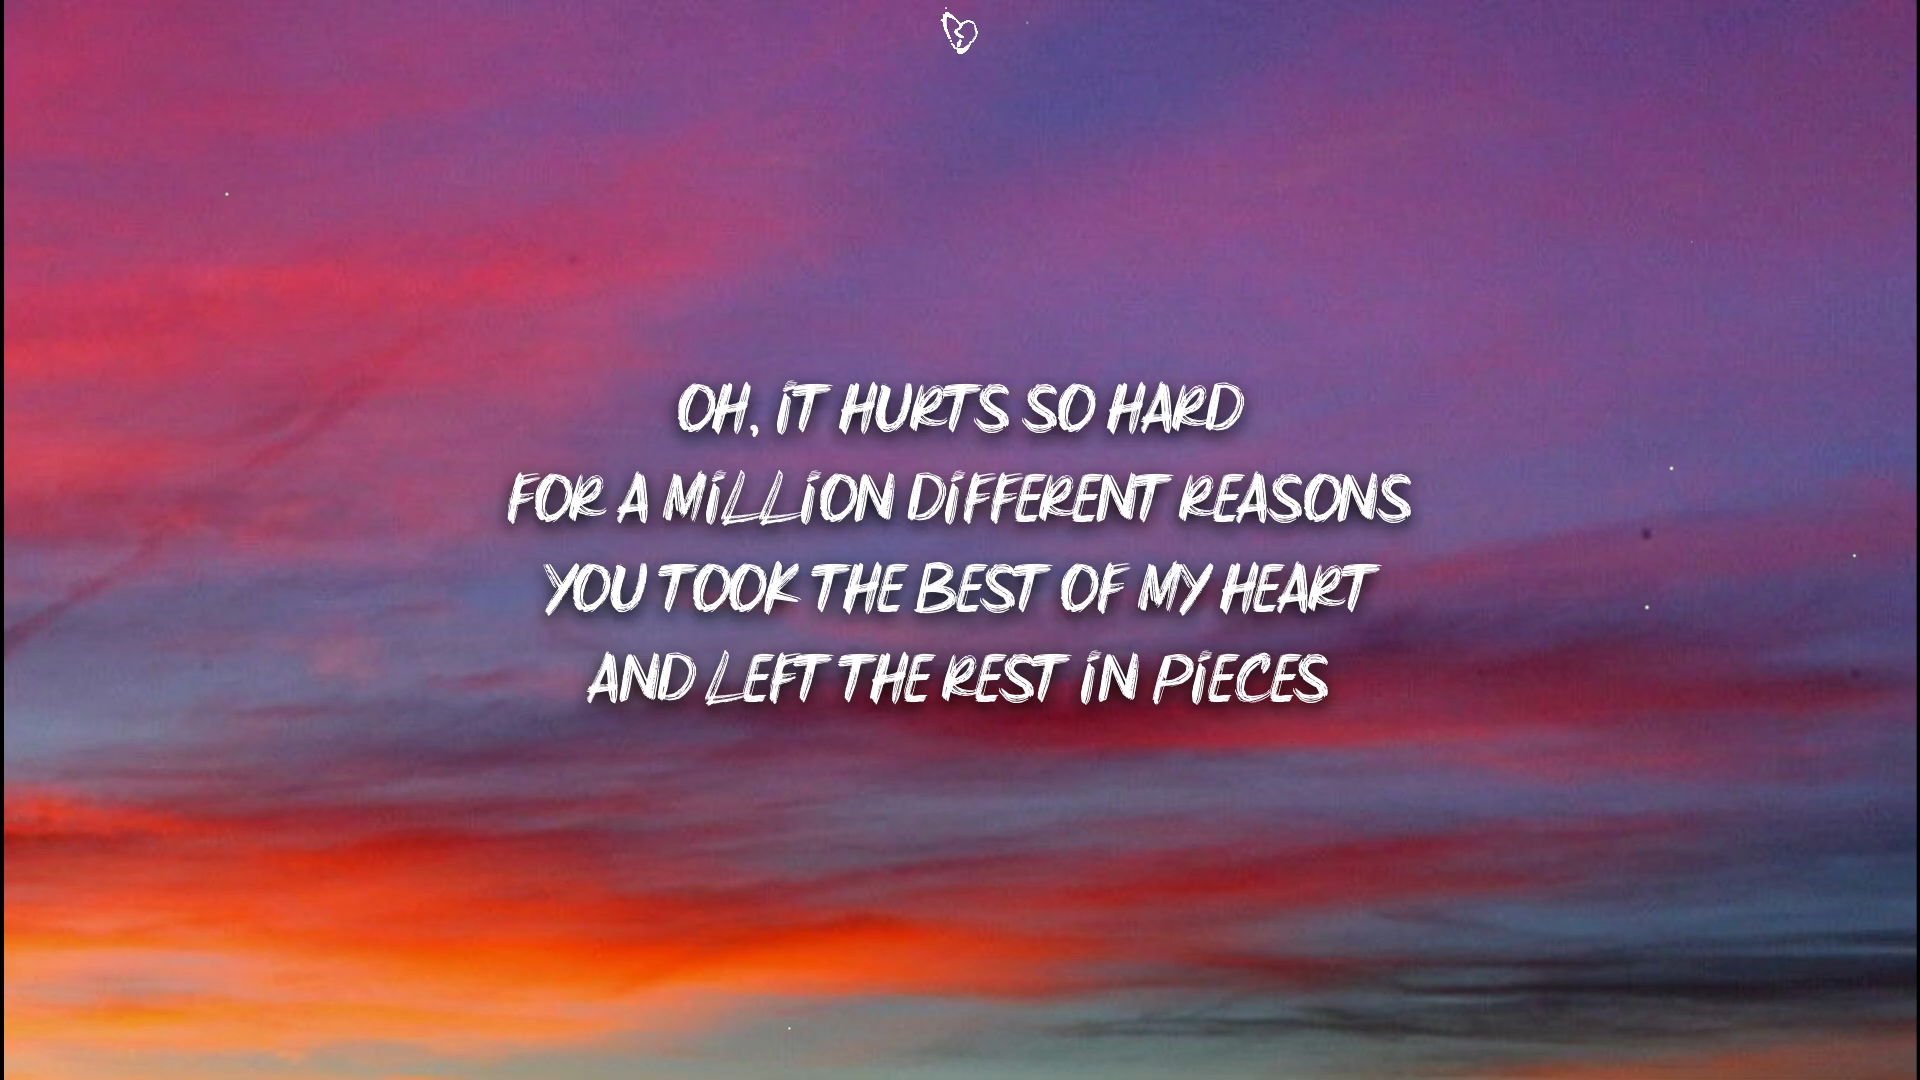 OH, IT HURTS SO HARD
FOR A MILLION DIFFERENT REASONS
YOU TOOK THE BEST OF MY HEART
AND LEFT THE REST IN PIECES